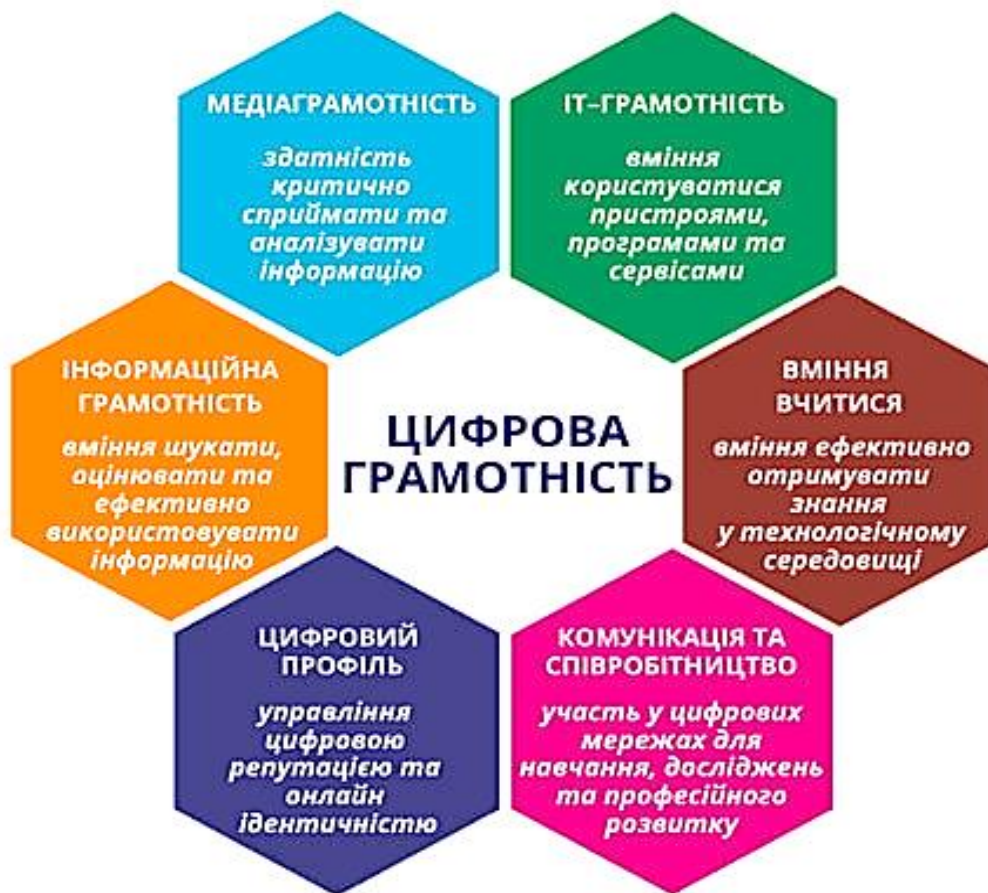 МЕДІАГРАМОТНІСТЬ
здатність
критично
сприймати та
аналізувати
інформацію
ІТ–ГРАМОТНІСТЬ
вміння
користуватися
пристроями,
програмами та
сервісами
ІНФОРМАЦІЙНА
ГРАМОТНІСТЬ
вміння шукати,
оцінювати та
ефективно
використовувати
інформацію
ЦИФРОВА
ГРАМОТНІСТЬ
ВМІННЯ
ВЧИТИСЯ
вміння ефективно
отримувати
знання
у технологічному
середовищі
ЦИФРОВИЙ
ПРОФІЛЬ
управління
цифровою
репутацією та
онлайн
ідентичністю
КОМУНІКАЦІЯ ТА
СПІВРОБІТНИЦТВО
участь у цифрових
мережах для
навчання, досліджень
та професійного
розвитку